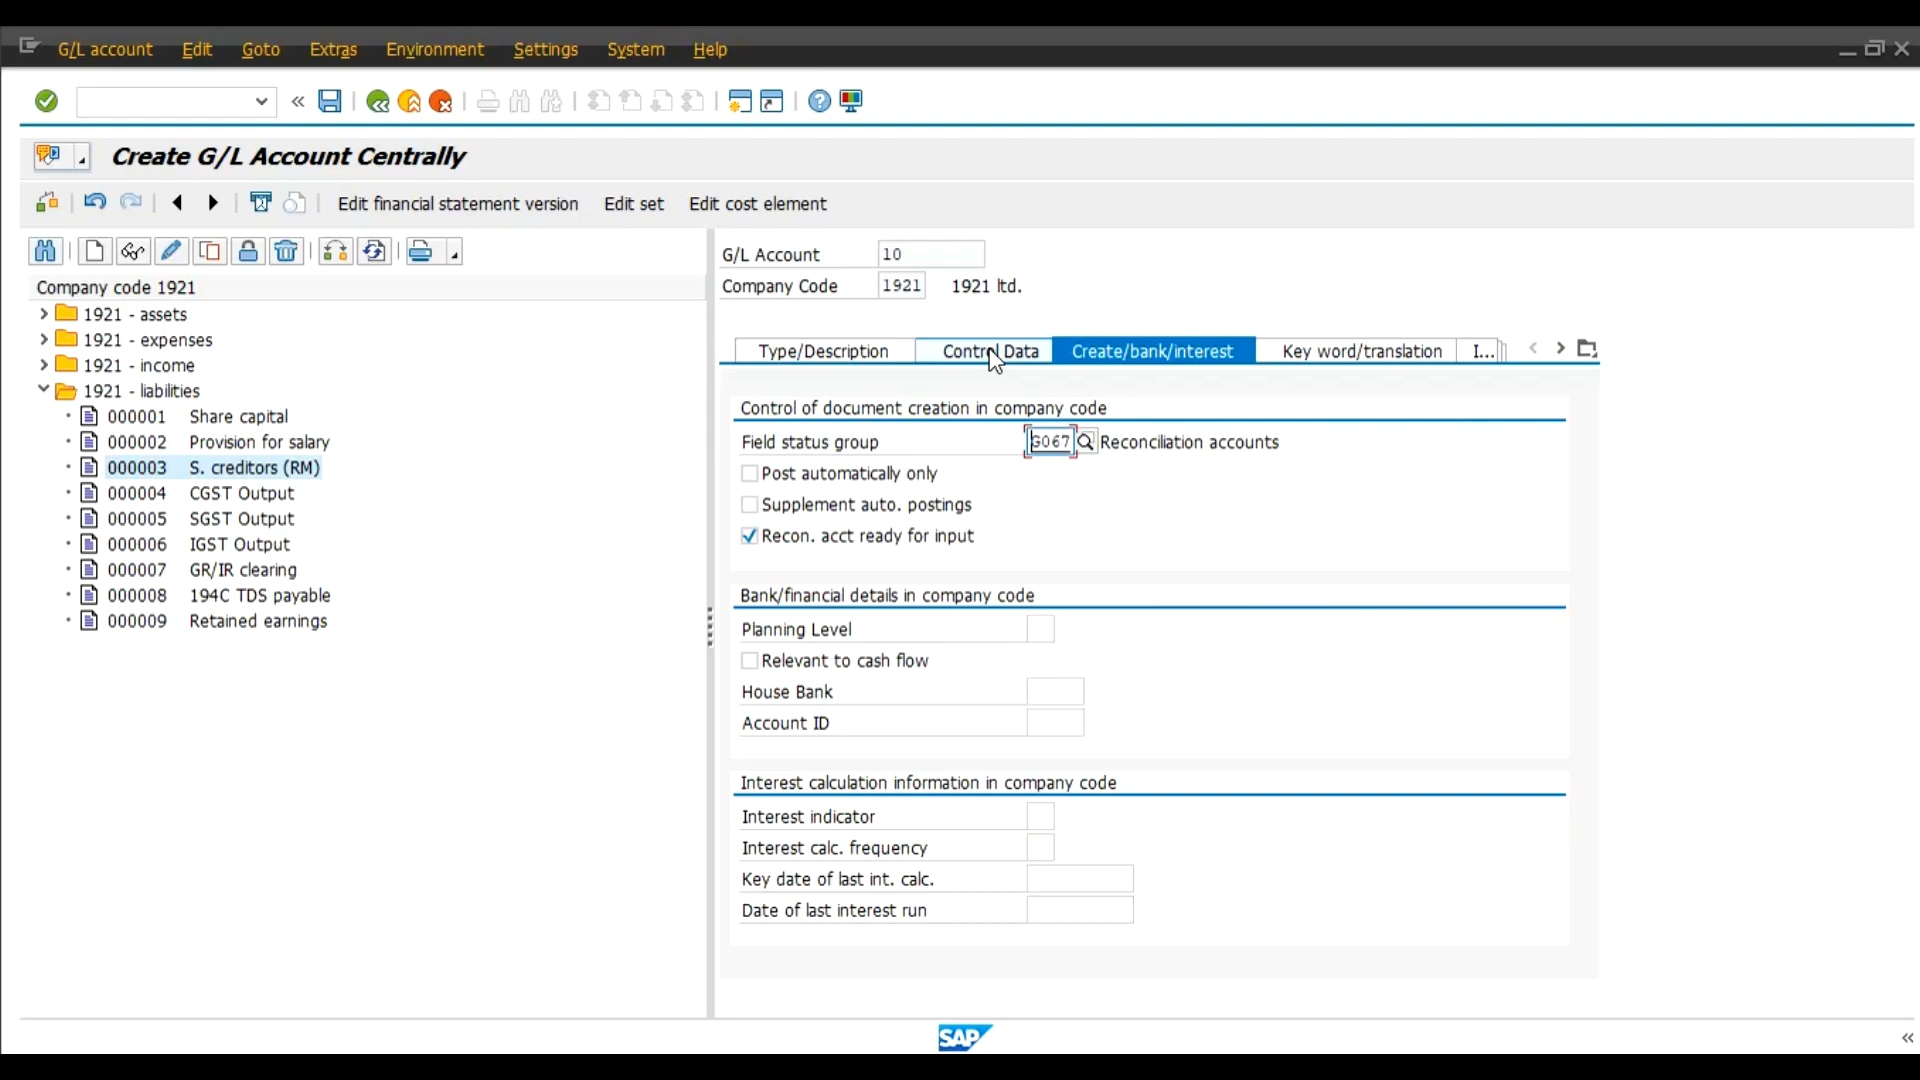 G/L account Edit Goto Extras Environment Settings System Help
Create G/L Account Centrally
Edit financial statement version Edit set Edit cost element
Company code 1921
1921 - assets
1921 - expenses
1921 - income
1921 - liabilities
000001 Share capital
000002 Provision for salary
000003 S. creditors (RM)
000004 CGST Output
000005 SGST Output
000006 IGST Output
000007 GR/IR clearing
000008 194C TDS payable
000009 Retained earnings
G/L Account 10
Company Code 1921 1921 ltd.
Type/Description Control Data Create/bank/interest Key word/translation I...
Control of document creation in company code
Field status group G067 Reconciliation accounts
Post automatically only
Supplement auto. postings
Recon. acct ready for input
Bank/financial details in company code
Planning Level
Relevant to cash flow
House Bank
Account ID
Interest calculation information in company code
Interest indicator
Interest calc. frequency
Key date of last int. calc.
Date of last interest run
SAP